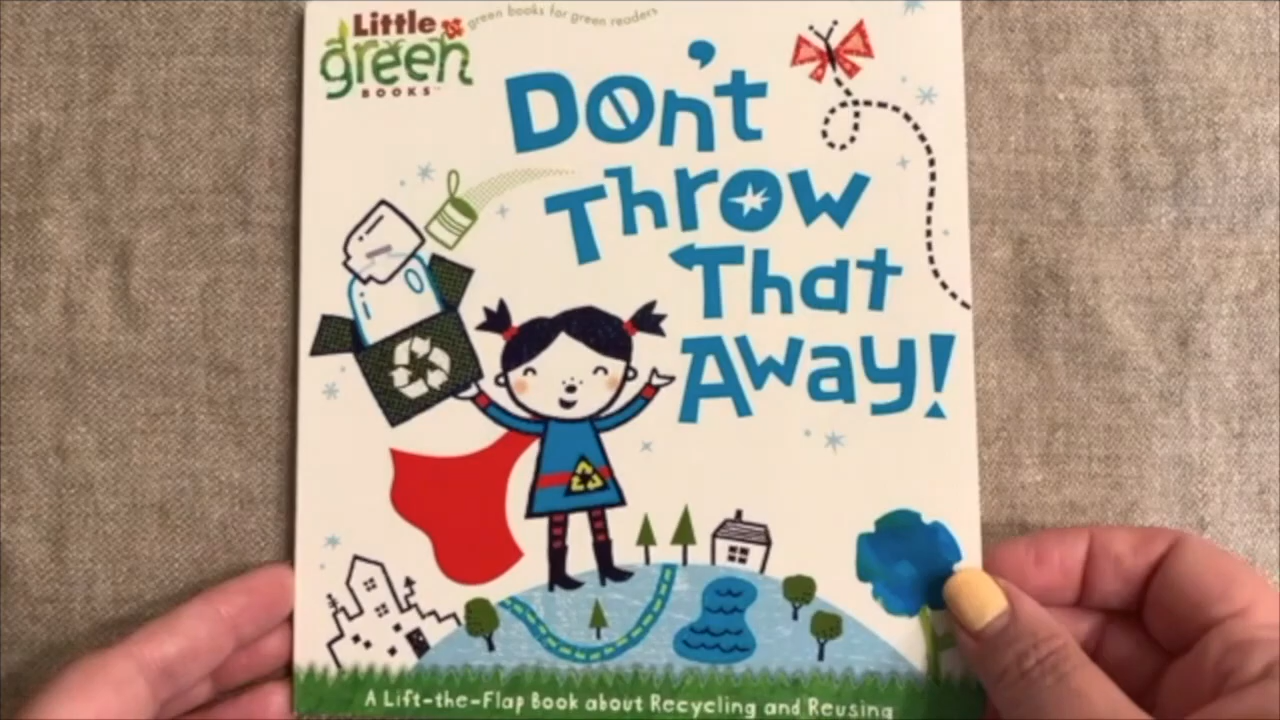 Little
green
BOOKS™
green books for green readers
Don't
Throw
That
Away!
A Lift-the-Flap Book about Recycling and Reusing